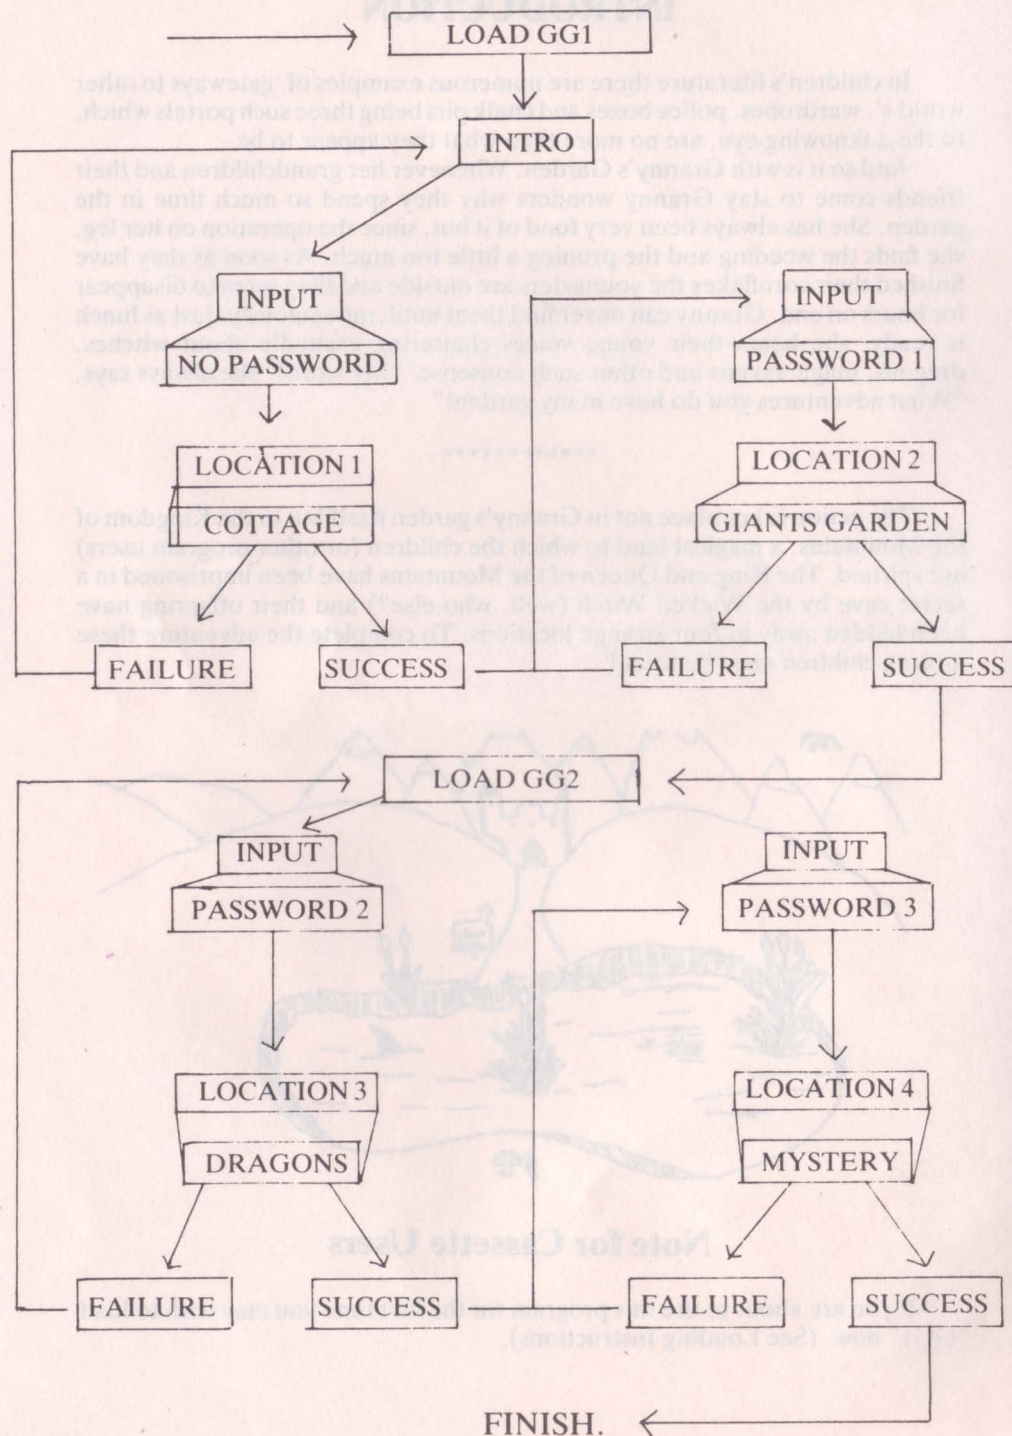 LOAD GG1
INTRO
INPUT
NO PASSWORD
LOCATION 1
COTTAGE
FAILURE
SUCCESS
INPUT
PASSWORD 1
LOCATION 2
GIANTS GARDEN
FAILURE
SUCCESS
LOAD GG2
INPUT
PASSWORD 2
LOCATION 3
DRAGONS
FAILURE
SUCCESS
INPUT
PASSWORD 3
LOCATION 4
MYSTERY
FAILURE
SUCCESS
FINISH.